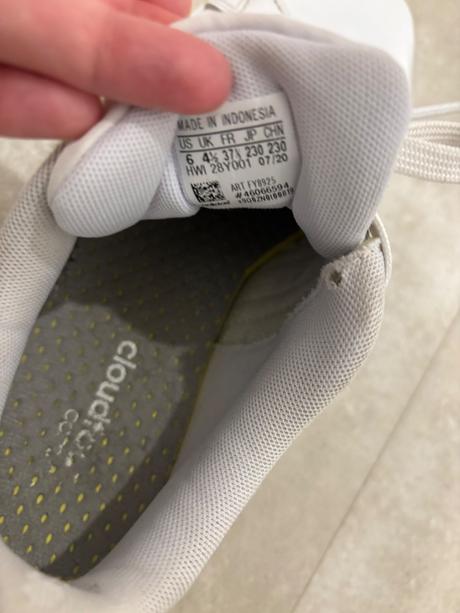 MADE IN INDONESIA
US UK FR JP CHN
6 4½ 37⅓ 230 230
HWI 28Y001 07/20
ART FY8925
#46066594
cloudfoam